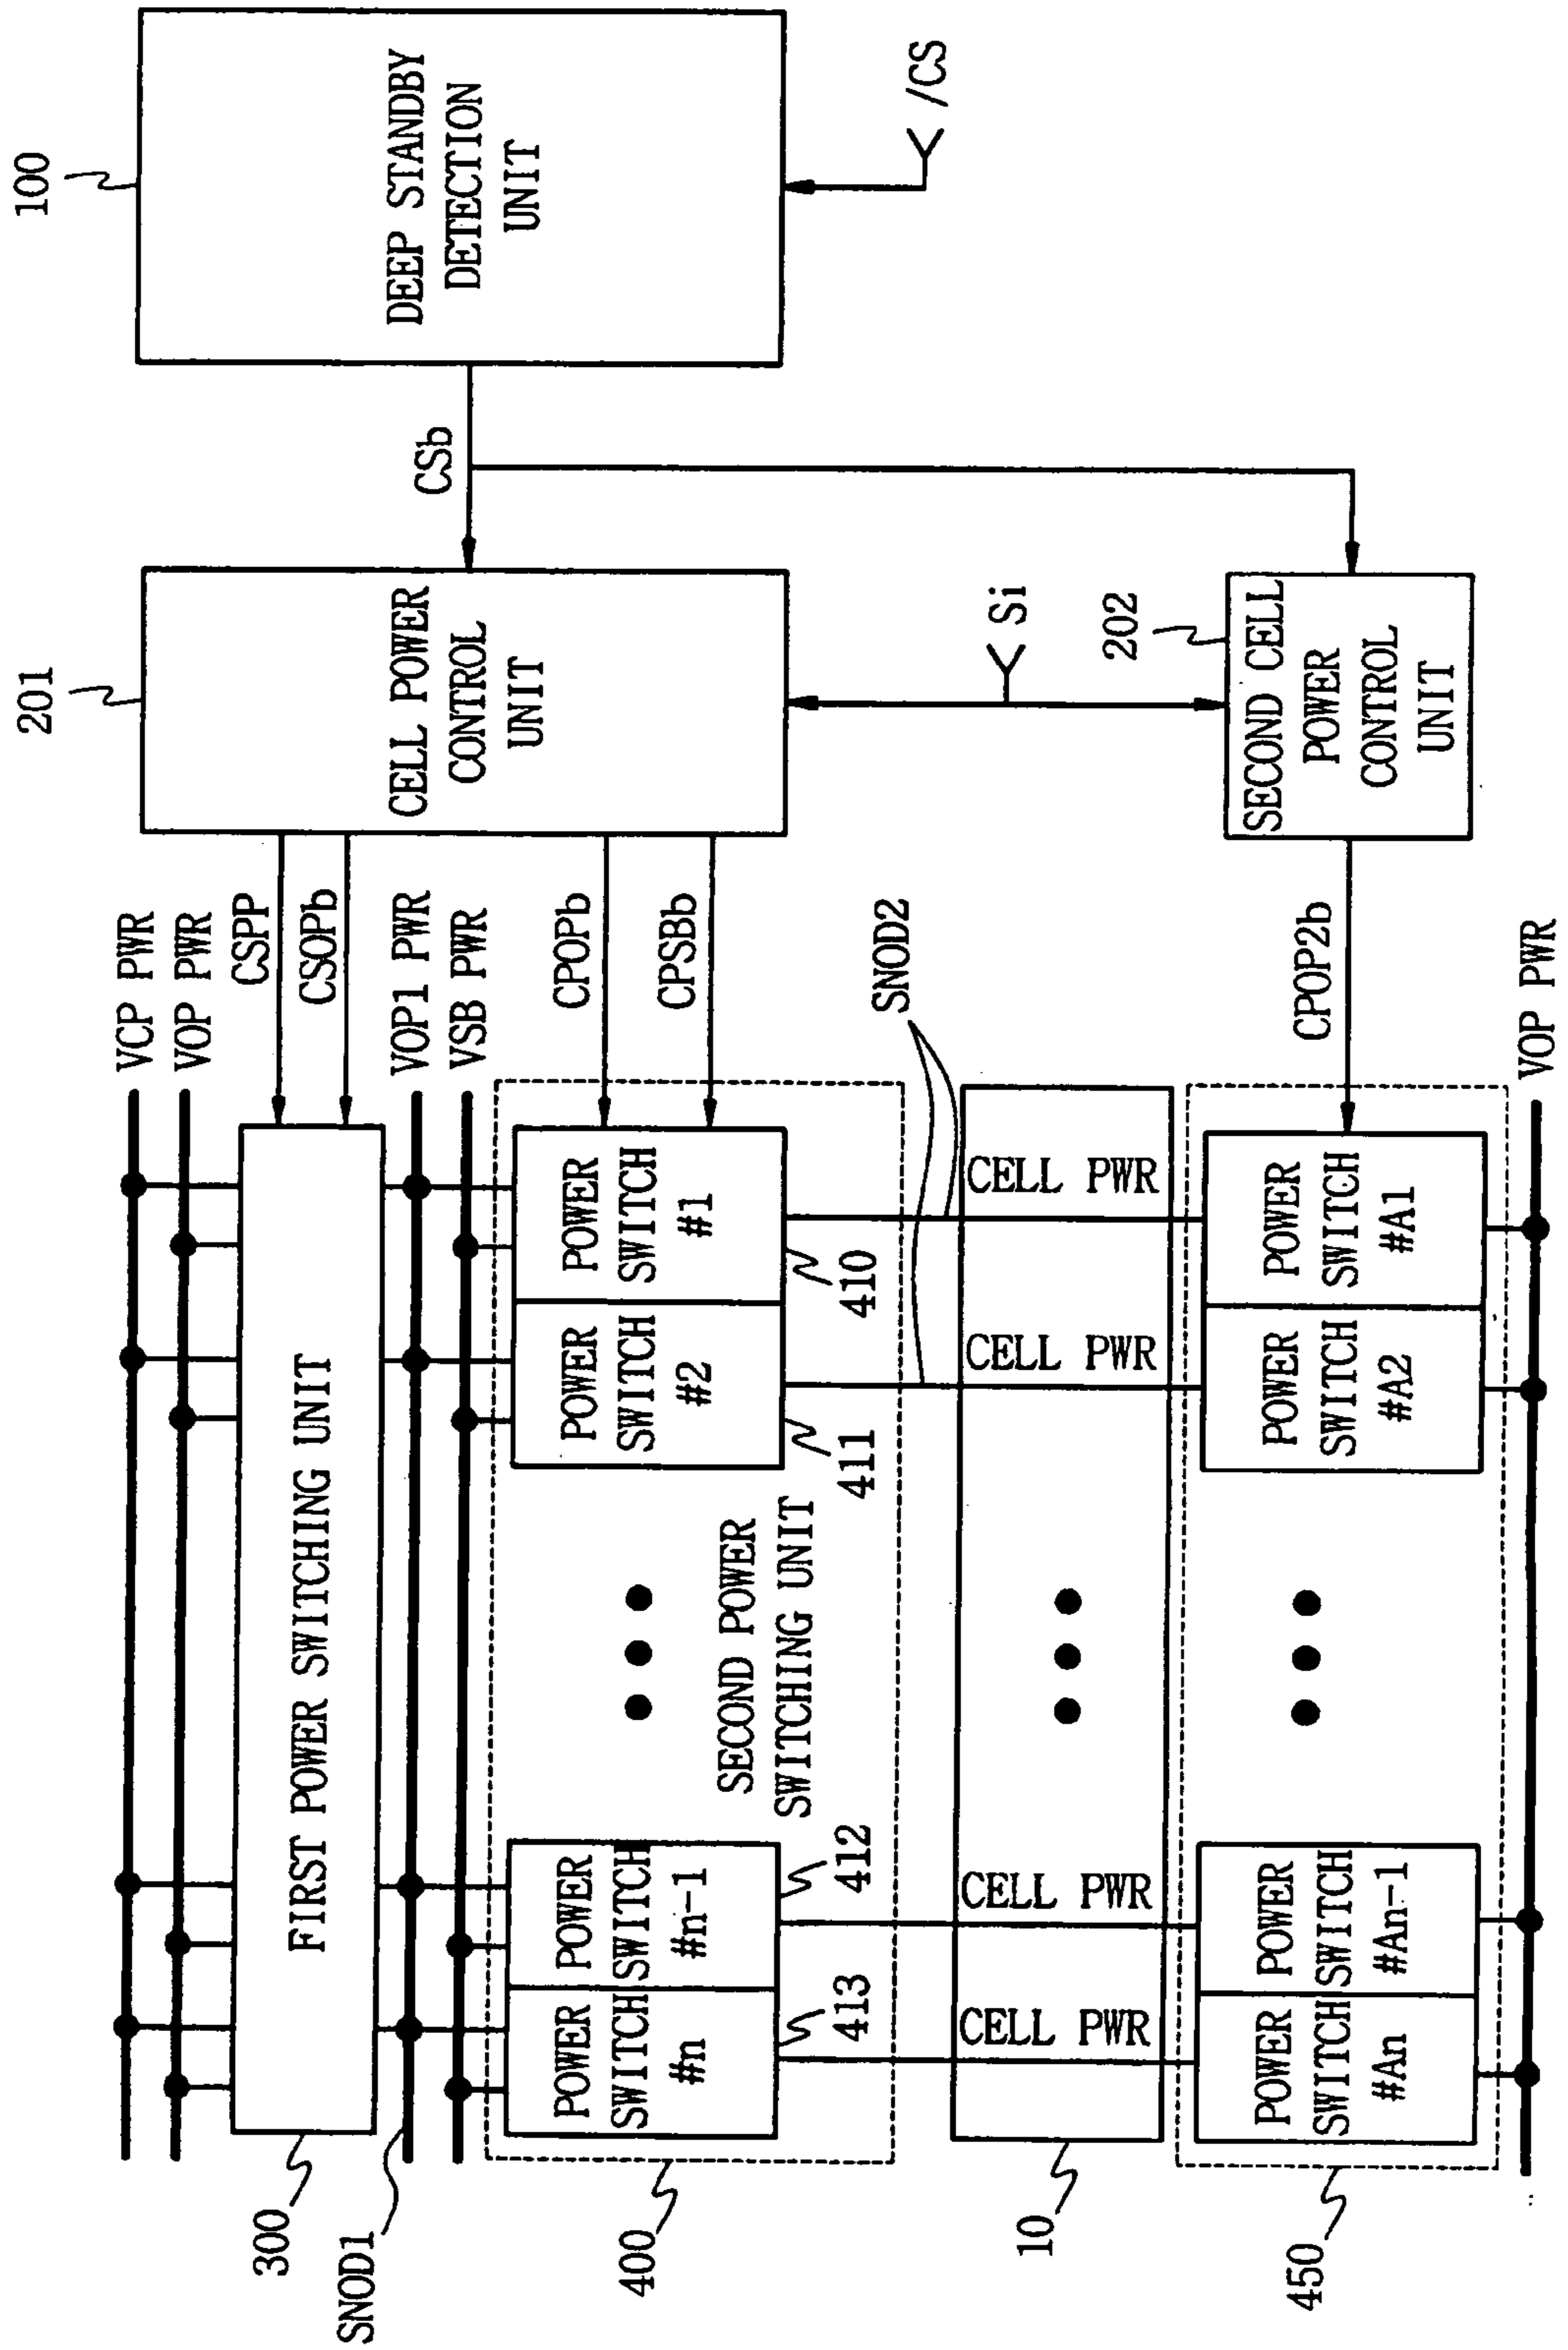 300
FIRST POWER SWITCHING UNIT
VCP PWR
VOP PWR
CSPP
CSOPb
201
CELL POWER
CONTROL
UNIT
CSb
100
DEEP STANDBY
DETECTION
UNIT
/CS
SNOD1
VOP1 PWR
VSB PWR
CPOPb
CPSBb
400
POWER
SWITCH
#n
413
POWER
SWITCH
#n-1
412
SECOND POWER
SWITCHING UNIT
POWER
SWITCH
#2
411
POWER
SWITCH
#1
410
SNOD2
Si
10
CELL PWR
CELL PWR
CELL PWR
CELL PWR
450
POWER
SWITCH
#An
POWER
SWITCH
#An-1
POWER
SWITCH
#A2
POWER
SWITCH
#A1
CPOP2b
202
SECOND CELL
POWER
CONTROL
UNIT
VOP PWR